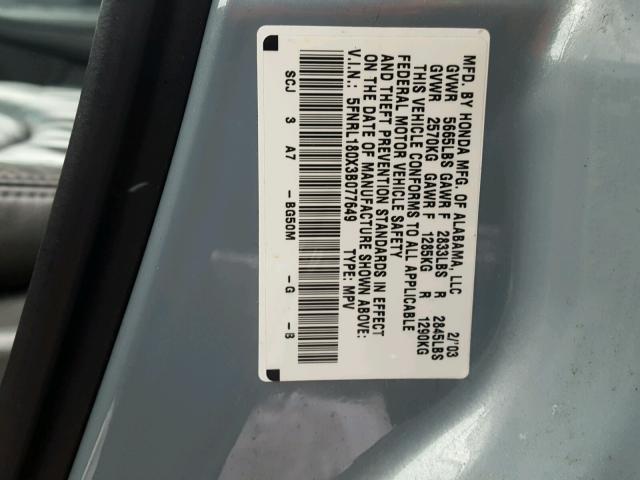 MFD. BY HONDA MFG. OF ALABAMA, LLC 2/'03
GVWR 5665LBS GAWR F 2833LBS R 2845LBS
GVWR 2570KG GAWR F 1285KG R 1290KG
THIS VEHICLE CONFORMS TO ALL APPLICABLE
FEDERAL MOTOR VEHICLE SAFETY
AND THEFT PREVENTION STANDARDS IN EFFECT
ON THE DATE OF MANUFACTURE SHOWN ABOVE:
V.I.N.: 5FNRL180X3B077649 TYPE: MPV
SCJ 3 A7 -BG50M -G -B